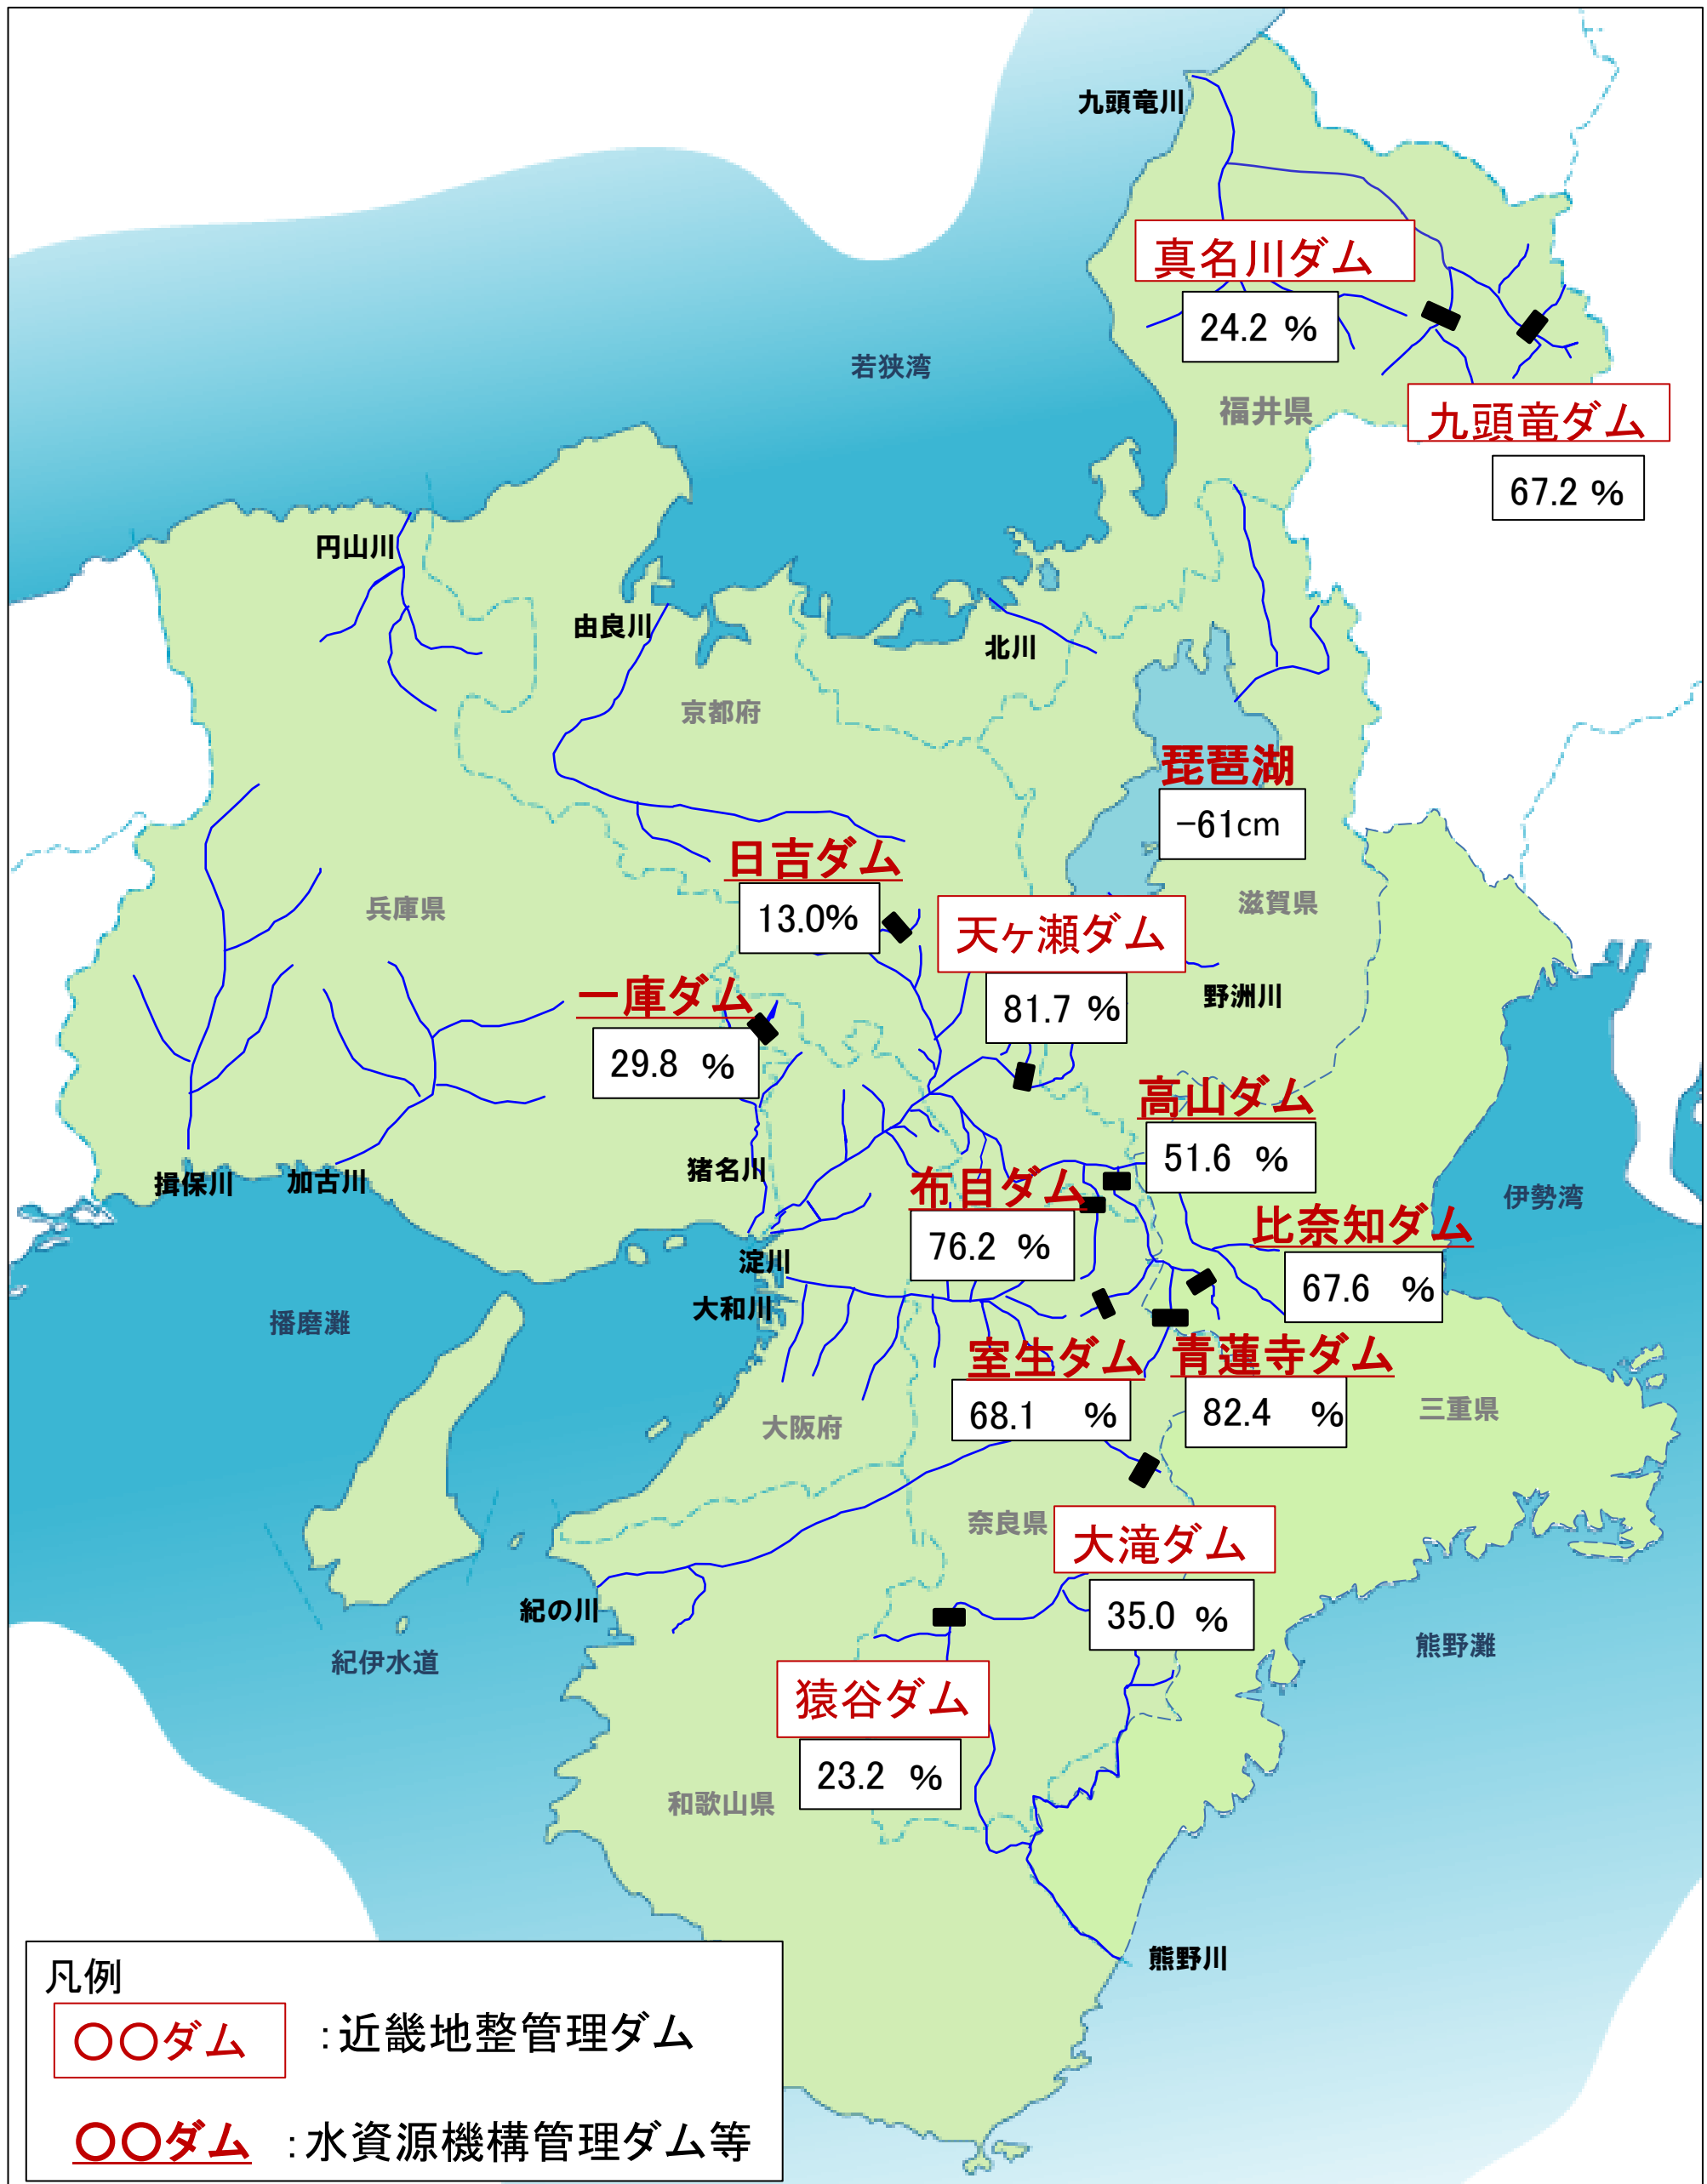 九頭竜川
真名川ダム
24.2 %
若狭湾
福井県
九頭竜ダム
67.2 %
円山川
由良川
北川
京都府
琵琶湖
-61cm
日吉ダム
13.0%
兵庫県
天ヶ瀬ダム
81.7 %
滋賀県
野洲川
一庫ダム
29.8 %
高山ダム
51.6 %
揖保川
加古川
猪名川
布目ダム
76.2 %
比奈知ダム
67.6 %
伊勢湾
淀川
大和川
播磨灘
室生ダム
68.1 %
青蓮寺ダム
82.4 %
三重県
大阪府
奈良県
大滝ダム
35.0 %
紀の川
紀伊水道
熊野灘
猿谷ダム
23.2 %
和歌山県
熊野川
凡例
〇〇ダム :近畿地整管理ダム
〇〇ダム :水資源機構管理ダム等